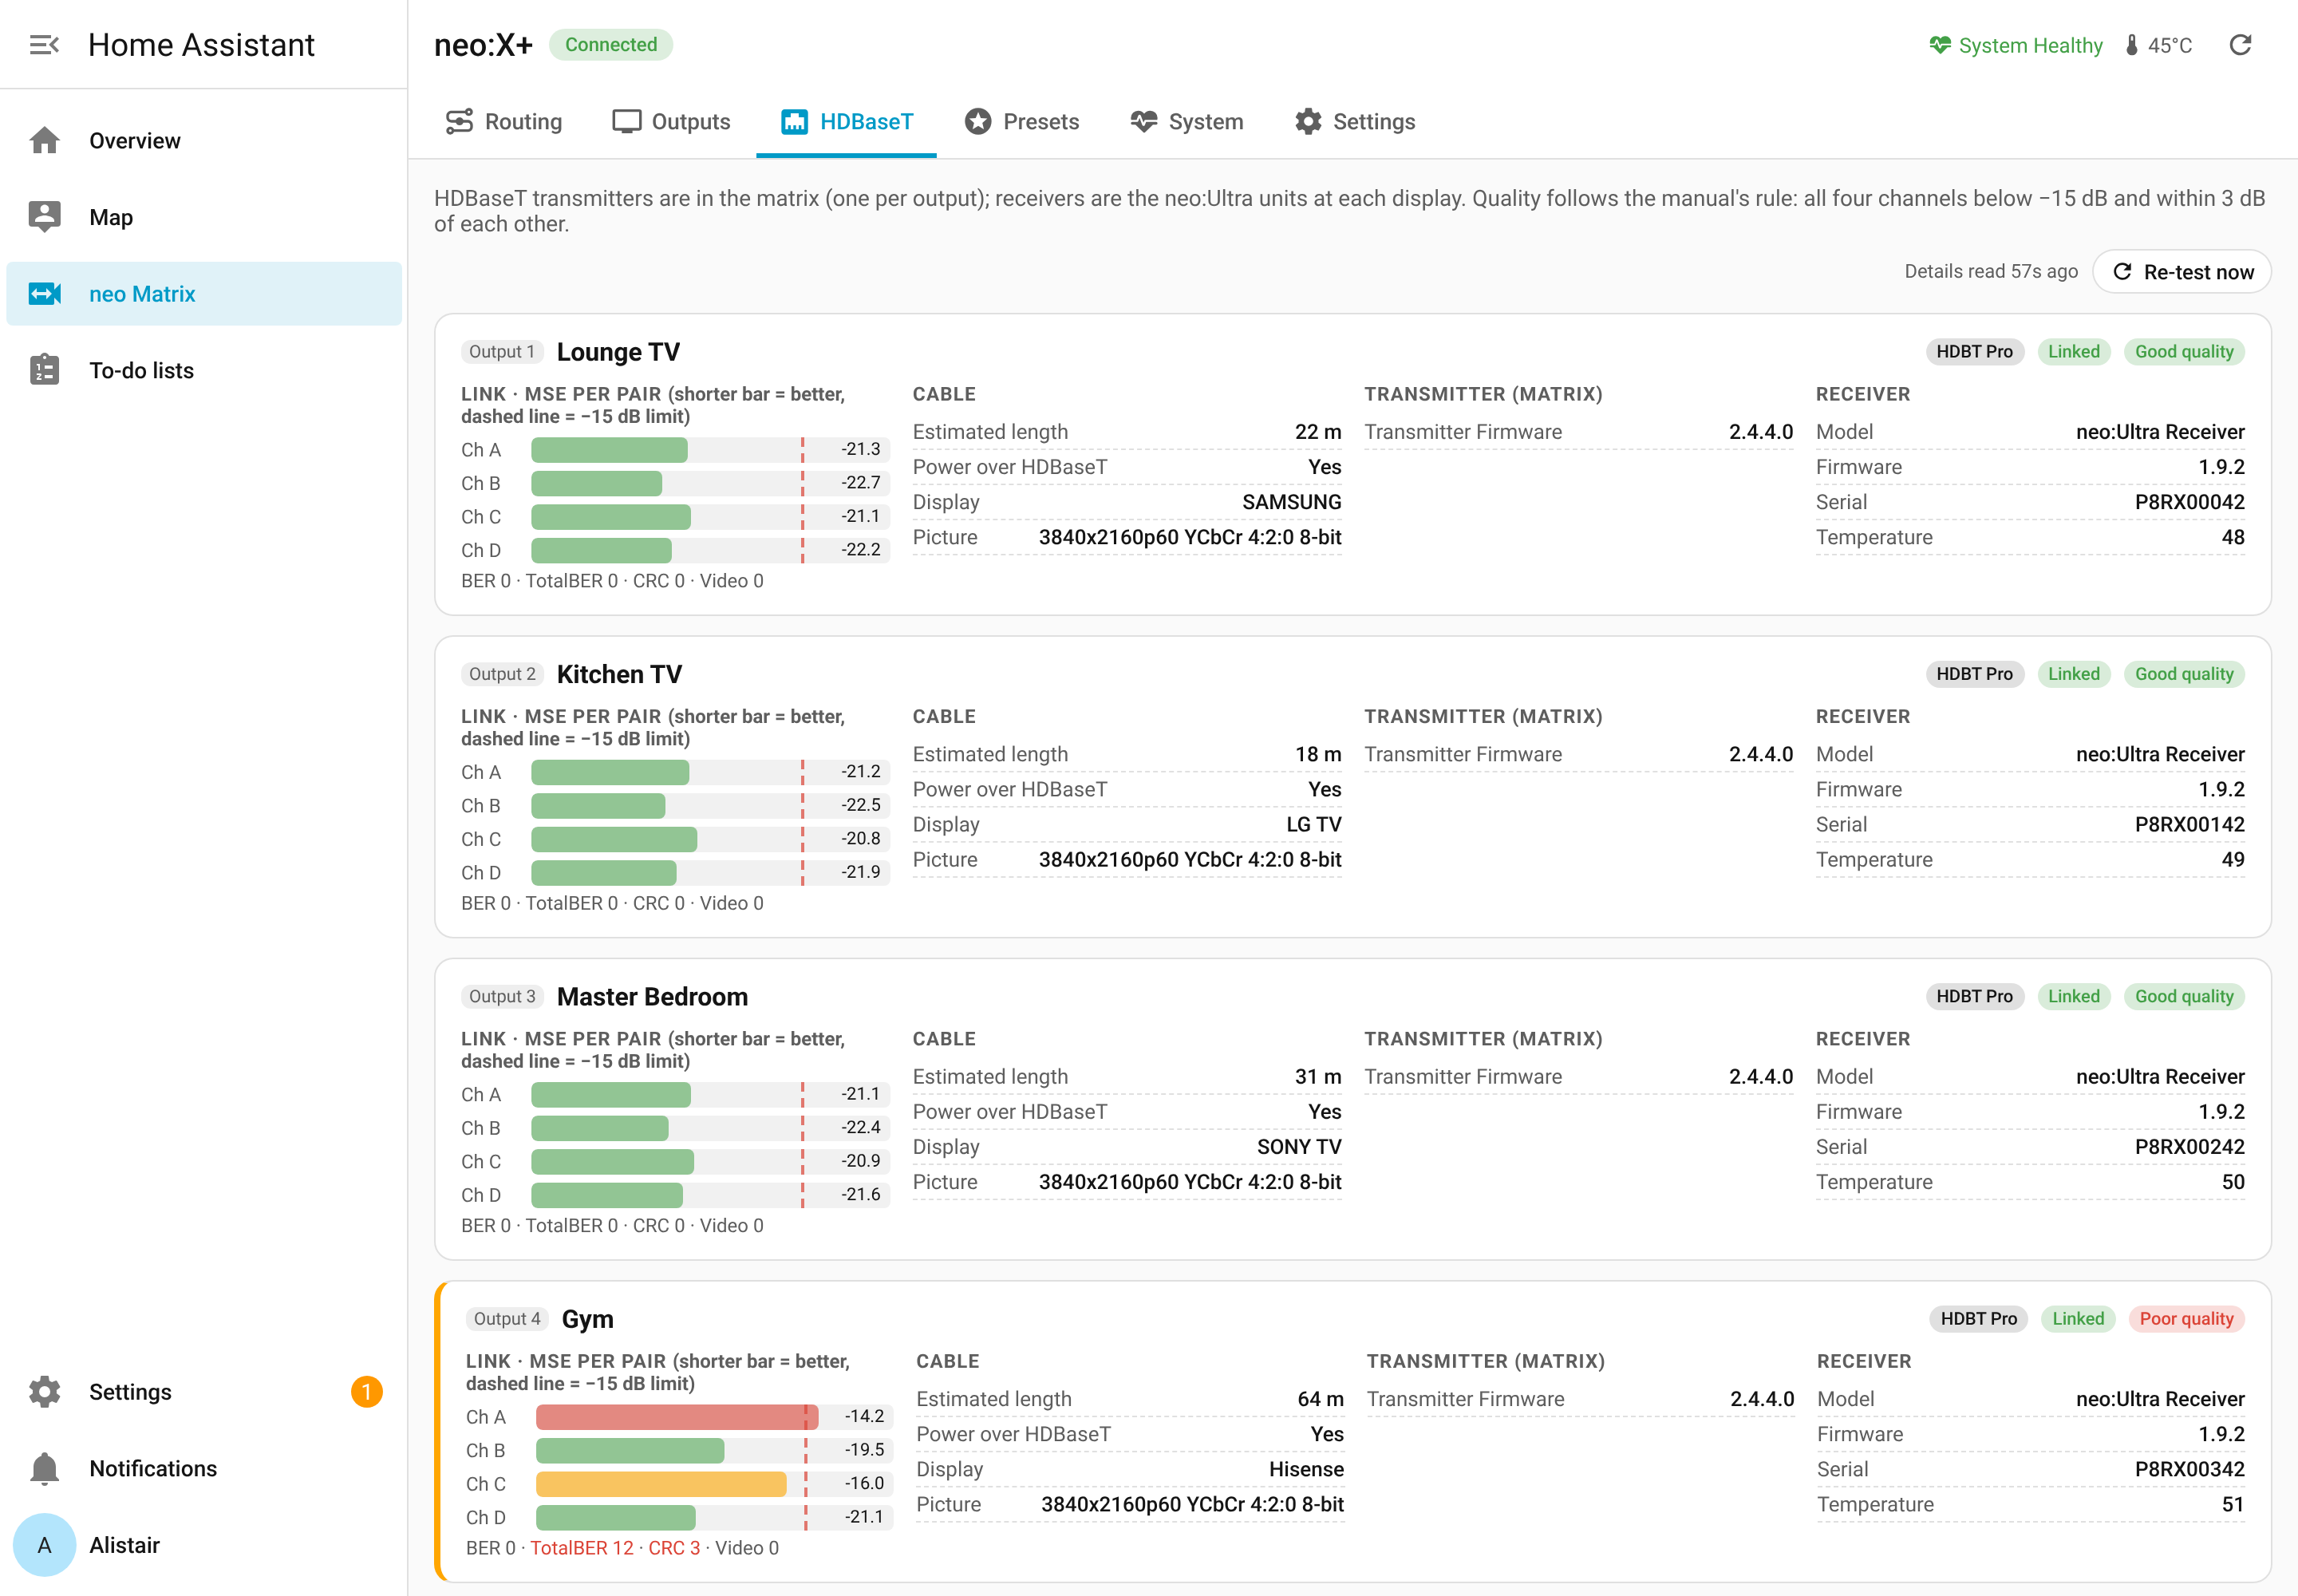 Home Assistant
Overview
Map
neo Matrix
To-do lists
Settings
1
Notifications
A
Alistair
neo:X+
Connected
System Healthy
45°C
Routing
Outputs
HDBaseT
Presets
System
Settings
HDBaseT transmitters are in the matrix (one per output); receivers are the neo:Ultra units at each display. Quality follows the manual's rule: all four channels below −15 dB and within 3 dB
of each other.
Details read 57s ago
Re-test now
Output 1 Lounge TV
HDBT Pro Linked Good quality
LINK · MSE PER PAIR (shorter bar = better,
dashed line = −15 dB limit)
Ch A -21.3
Ch B -22.7
Ch C -21.1
Ch D -22.2
BER 0 · TotalBER 0 · CRC 0 · Video 0
CABLE
Estimated length 22 m
Power over HDBaseT Yes
Display SAMSUNG
Picture 3840x2160p60 YCbCr 4:2:0 8-bit
TRANSMITTER (MATRIX)
Transmitter Firmware 2.4.4.0
RECEIVER
Model neo:Ultra Receiver
Firmware 1.9.2
Serial P8RX00042
Temperature 48
Output 2 Kitchen TV
HDBT Pro Linked Good quality
LINK · MSE PER PAIR (shorter bar = better,
dashed line = −15 dB limit)
Ch A -21.2
Ch B -22.5
Ch C -20.8
Ch D -21.9
BER 0 · TotalBER 0 · CRC 0 · Video 0
CABLE
Estimated length 18 m
Power over HDBaseT Yes
Display LG TV
Picture 3840x2160p60 YCbCr 4:2:0 8-bit
TRANSMITTER (MATRIX)
Transmitter Firmware 2.4.4.0
RECEIVER
Model neo:Ultra Receiver
Firmware 1.9.2
Serial P8RX00142
Temperature 49
Output 3 Master Bedroom
HDBT Pro Linked Good quality
LINK · MSE PER PAIR (shorter bar = better,
dashed line = −15 dB limit)
Ch A -21.1
Ch B -22.4
Ch C -20.9
Ch D -21.6
BER 0 · TotalBER 0 · CRC 0 · Video 0
CABLE
Estimated length 31 m
Power over HDBaseT Yes
Display SONY TV
Picture 3840x2160p60 YCbCr 4:2:0 8-bit
TRANSMITTER (MATRIX)
Transmitter Firmware 2.4.4.0
RECEIVER
Model neo:Ultra Receiver
Firmware 1.9.2
Serial P8RX00242
Temperature 50
Output 4 Gym
HDBT Pro Linked Poor quality
LINK · MSE PER PAIR (shorter bar = better,
dashed line = −15 dB limit)
Ch A -14.2
Ch B -19.5
Ch C -16.0
Ch D -21.1
BER 0 · TotalBER 12 · CRC 3 · Video 0
CABLE
Estimated length 64 m
Power over HDBaseT Yes
Display Hisense
Picture 3840x2160p60 YCbCr 4:2:0 8-bit
TRANSMITTER (MATRIX)
Transmitter Firmware 2.4.4.0
RECEIVER
Model neo:Ultra Receiver
Firmware 1.9.2
Serial P8RX00342
Temperature 51